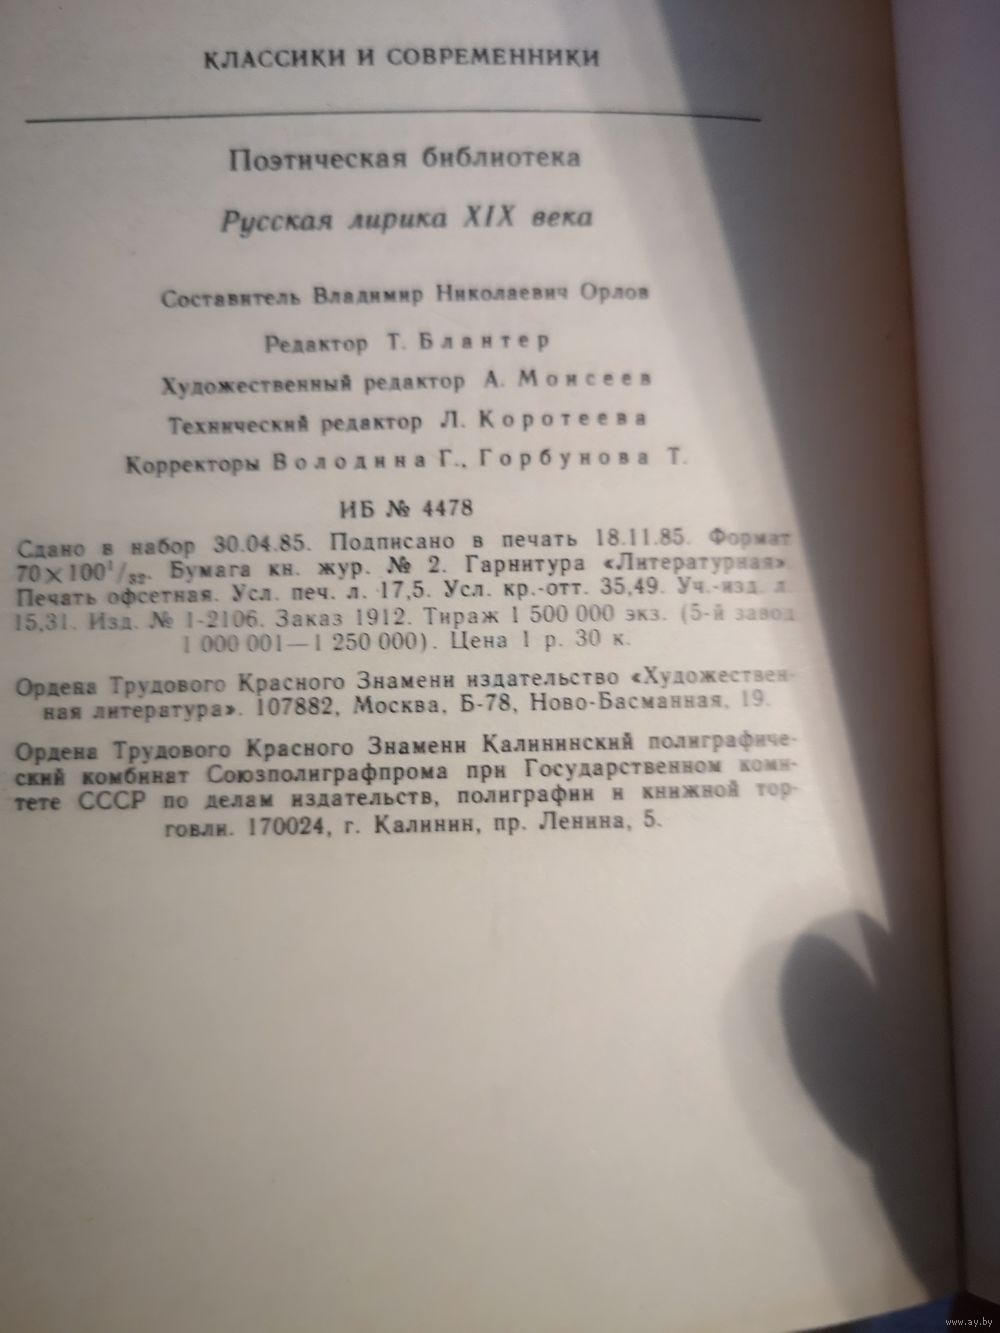 КЛАССИКИ И СОВРЕМЕННИКИ
Поэтическая библиотека
Русская лирика XIX века
Составитель Владимир Николаевич Орлов
Редактор Т. Блантер
Художественный редактор А. Моисеев
Технический редактор Л. Коротеева
Корректоры Володина Г., Горбунова Т.
ИБ № 4478
Сдано в набор 30.04.85. Подписано в печать 18.11.85. Формат
70×100¹/₃₂. Бумага кн. жур. № 2. Гарнитура «Литературная».
Печать офсетная. Усл. печ. л. 17,5. Усл. кр.-отт. 35,49. Уч.-изд. л.
15,31. Изд. № 1-2106. Заказ 1912. Тираж 1 500 000 экз. (5-й завод
1 000 001—1 250 000). Цена 1 р. 30 к.
Ордена Трудового Красного Знамени издательство «Художествен-
ная литература». 107882, Москва, Б-78, Ново-Басманная, 19.
Ордена Трудового Красного Знамени Калининский полиграфиче-
ский комбинат Союзполиграфпрома при Государственном коми-
тете СССР по делам издательств, полиграфии и книжной тор-
говли. 170024, г. Калинин, пр. Ленина, 5.
www.ay.by